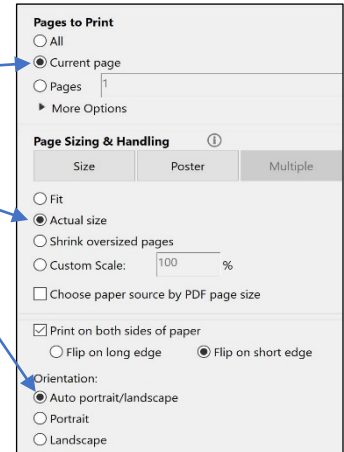 Pages to Print
All
Current page
Pages 1
More Options
Page Sizing & Handling
Size Poster Multiple
Fit
Actual size
Shrink oversized pages
Custom Scale: 100 %
Choose paper source by PDF page size
Print on both sides of paper
Flip on long edge Flip on short edge
Orientation:
Auto portrait/landscape
Portrait
Landscape